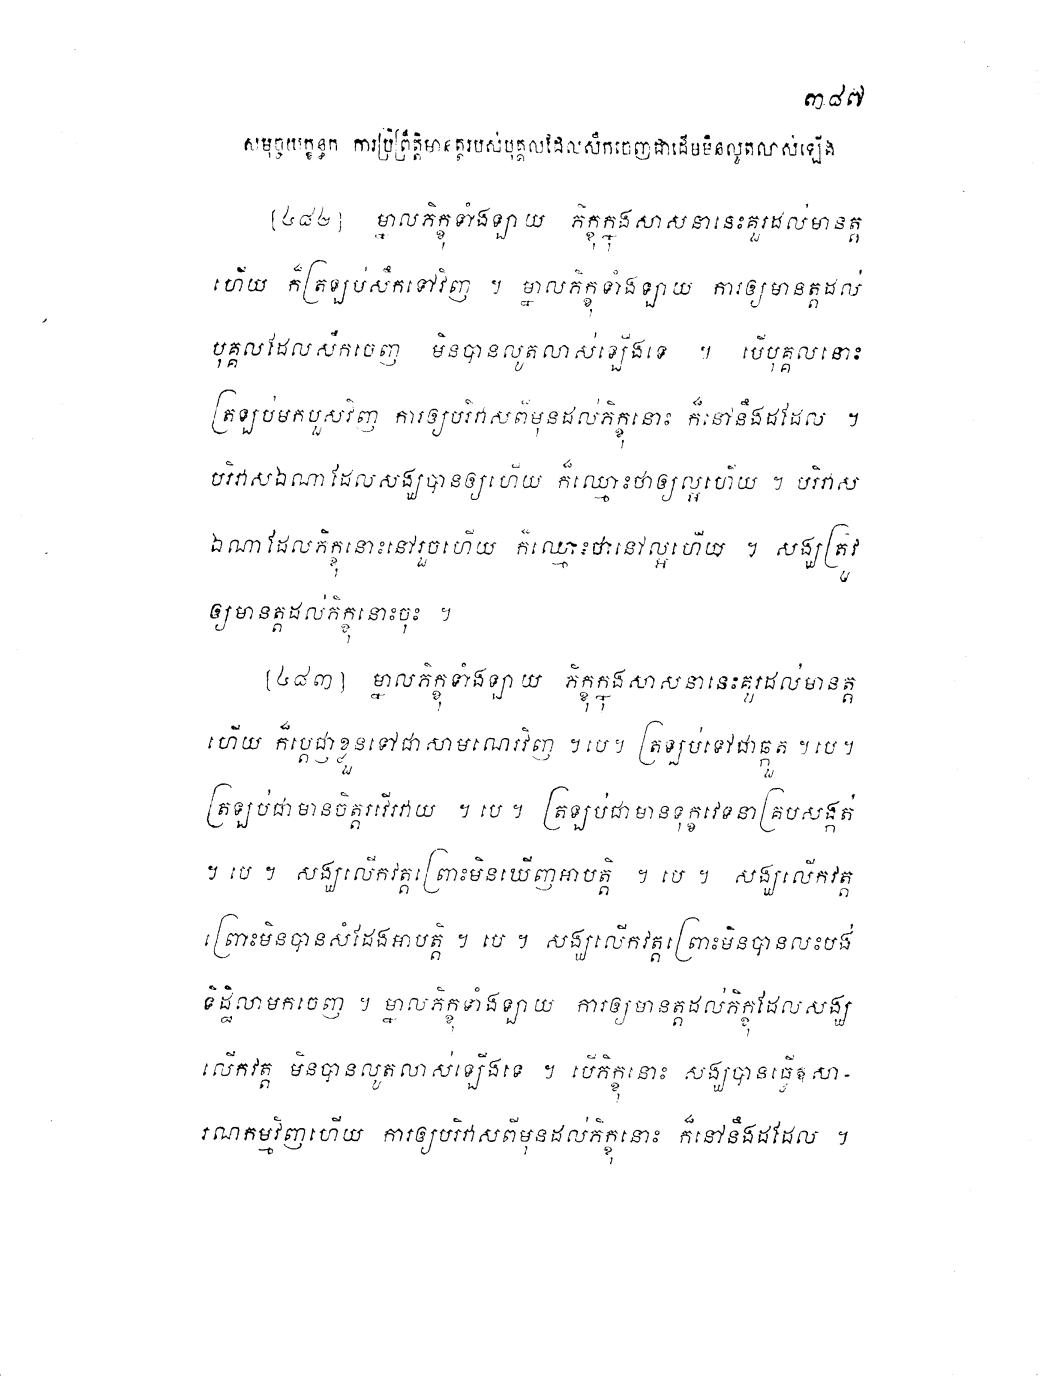 ៣៨៧
សមុច្ចយក្ខន្ធក ការប្រព្រឹត្តិមានត្តរបស់បុគ្គលដែលសឹកចេញជាដើមមិនលូតលាស់ឡើង
[៤៨២] ម្នាលភិក្ខុទាំងឡាយ ភិក្ខុក្នុងសាសនានេះគួរដល់មានត្ត
ហើយ ក៏ត្រឡប់សឹកទៅវិញ ។ ម្នាលភិក្ខុទាំងឡាយ ការឲ្យមានត្តដល់
បុគ្គលដែលសឹកចេញ មិនបានលូតលាស់ឡើងទេ ។ បើបុគ្គលនោះ
ត្រឡប់មកបួសវិញ ការឲ្យបរិវាសពីមុនដល់ភិក្ខុនោះ ក៏នៅនឹងដដែល ។
បរិវាសឯណាដែលសង្ឃបានឲ្យហើយ ក៏ឈ្មោះថាឲ្យល្អហើយ ។ បរិវាស
ឯណាដែលភិក្ខុនោះនៅរួចហើយ ក៏ឈ្មោះថានៅល្អហើយ ។ សង្ឃត្រូវ
ឲ្យមានត្តដល់ភិក្ខុនោះចុះ ។
[៤៨៣] ម្នាលភិក្ខុទាំងឡាយ ភិក្ខុក្នុងសាសនានេះគួរដល់មានត្ត
ហើយ ក៏ប្តេជ្ញាខ្លួនទៅជាសាមណេរវិញ ។បេ។ ត្រឡប់ទៅជាឆ្កួត ។បេ។
ត្រឡប់ជាមានចិត្តរវើរវាយ ។ បេ ។ ត្រឡប់ជាមានទុក្ខវេទនាគ្របសង្កត់
។ បេ ។ សង្ឃលើកវត្តព្រោះមិនឃើញអាបត្តិ ។ បេ ។ សង្ឃលើកវត្ត
ព្រោះមិនបានសំដែងអាបត្តិ ។ បេ ។ សង្ឃលើកវត្តព្រោះមិនបានលះបង់
ទិដ្ឋិលាមកចេញ ។ ម្នាលភិក្ខុទាំងឡាយ ការឲ្យមានត្តដល់ភិក្ខុដែលសង្ឃ
លើកវត្ត មិនបានលូតលាស់ឡើងទេ ។ បើភិក្ខុនោះ សង្ឃបានធ្វើឱសា-
រណកម្មវិញហើយ ការឲ្យបរិវាសពីមុនដល់ភិក្ខុនោះ ក៏នៅនឹងដដែល ។